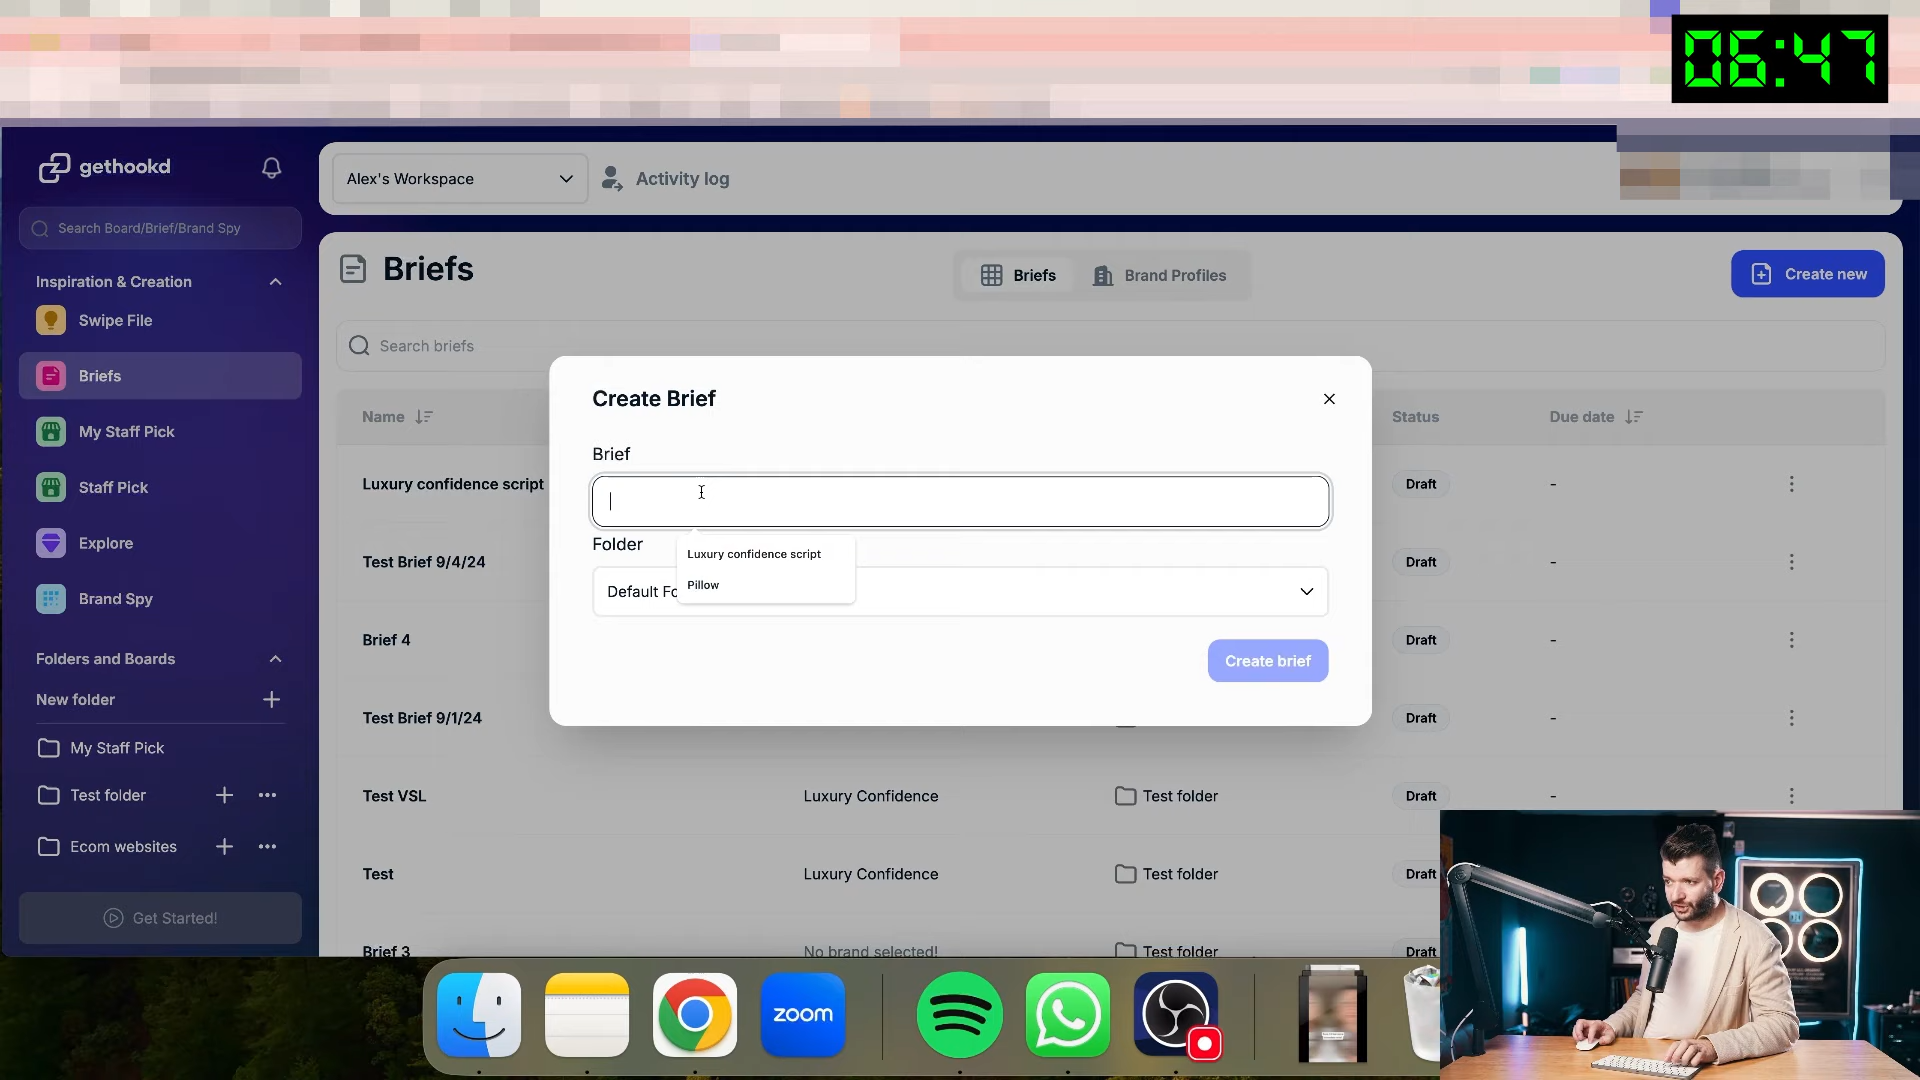 06:47
gethookd
Alex's Workspace
Activity log
Search Board/Brief/Brand Spy
Inspiration & Creation
Swipe File
Briefs
My Staff Pick
Staff Pick
Explore
Brand Spy
Folders and Boards
New folder
My Staff Pick
Test folder
Ecom websites
Get Started!
Briefs
Briefs
Brand Profiles
Create new
Search briefs
Name
Status
Due date
Luxury confidence script
Draft
-
Test Brief 9/4/24
Draft
-
Brief 4
Draft
-
Test Brief 9/1/24
Draft
-
Test VSL
Luxury Confidence
Test folder
Draft
-
Test
Luxury Confidence
Test folder
Draft
Brief 3
No brand selected!
Test folder
Draft
Create Brief
Brief
Folder
Luxury confidence script
Pillow
Default Fo
Create brief
zoom